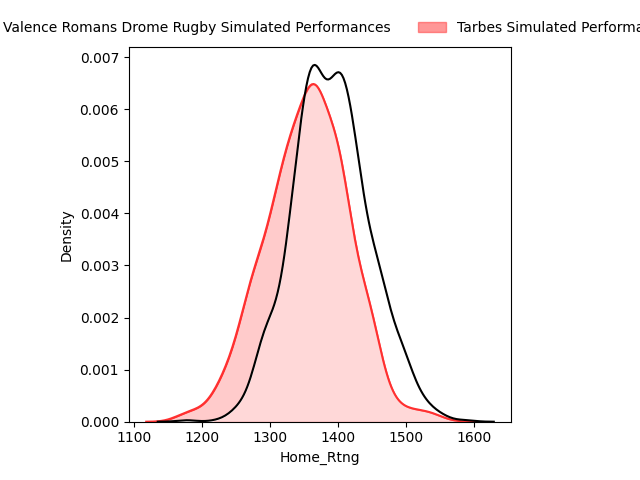 Valence Romans Drome Rugby Simulated Performances
Tarbes Simulated
0.007
0.006
0.005
0.004
0.003
0.002
0.001
0.000
Density
1100 1200 1300 1400 1500 1600
Home_Rtng